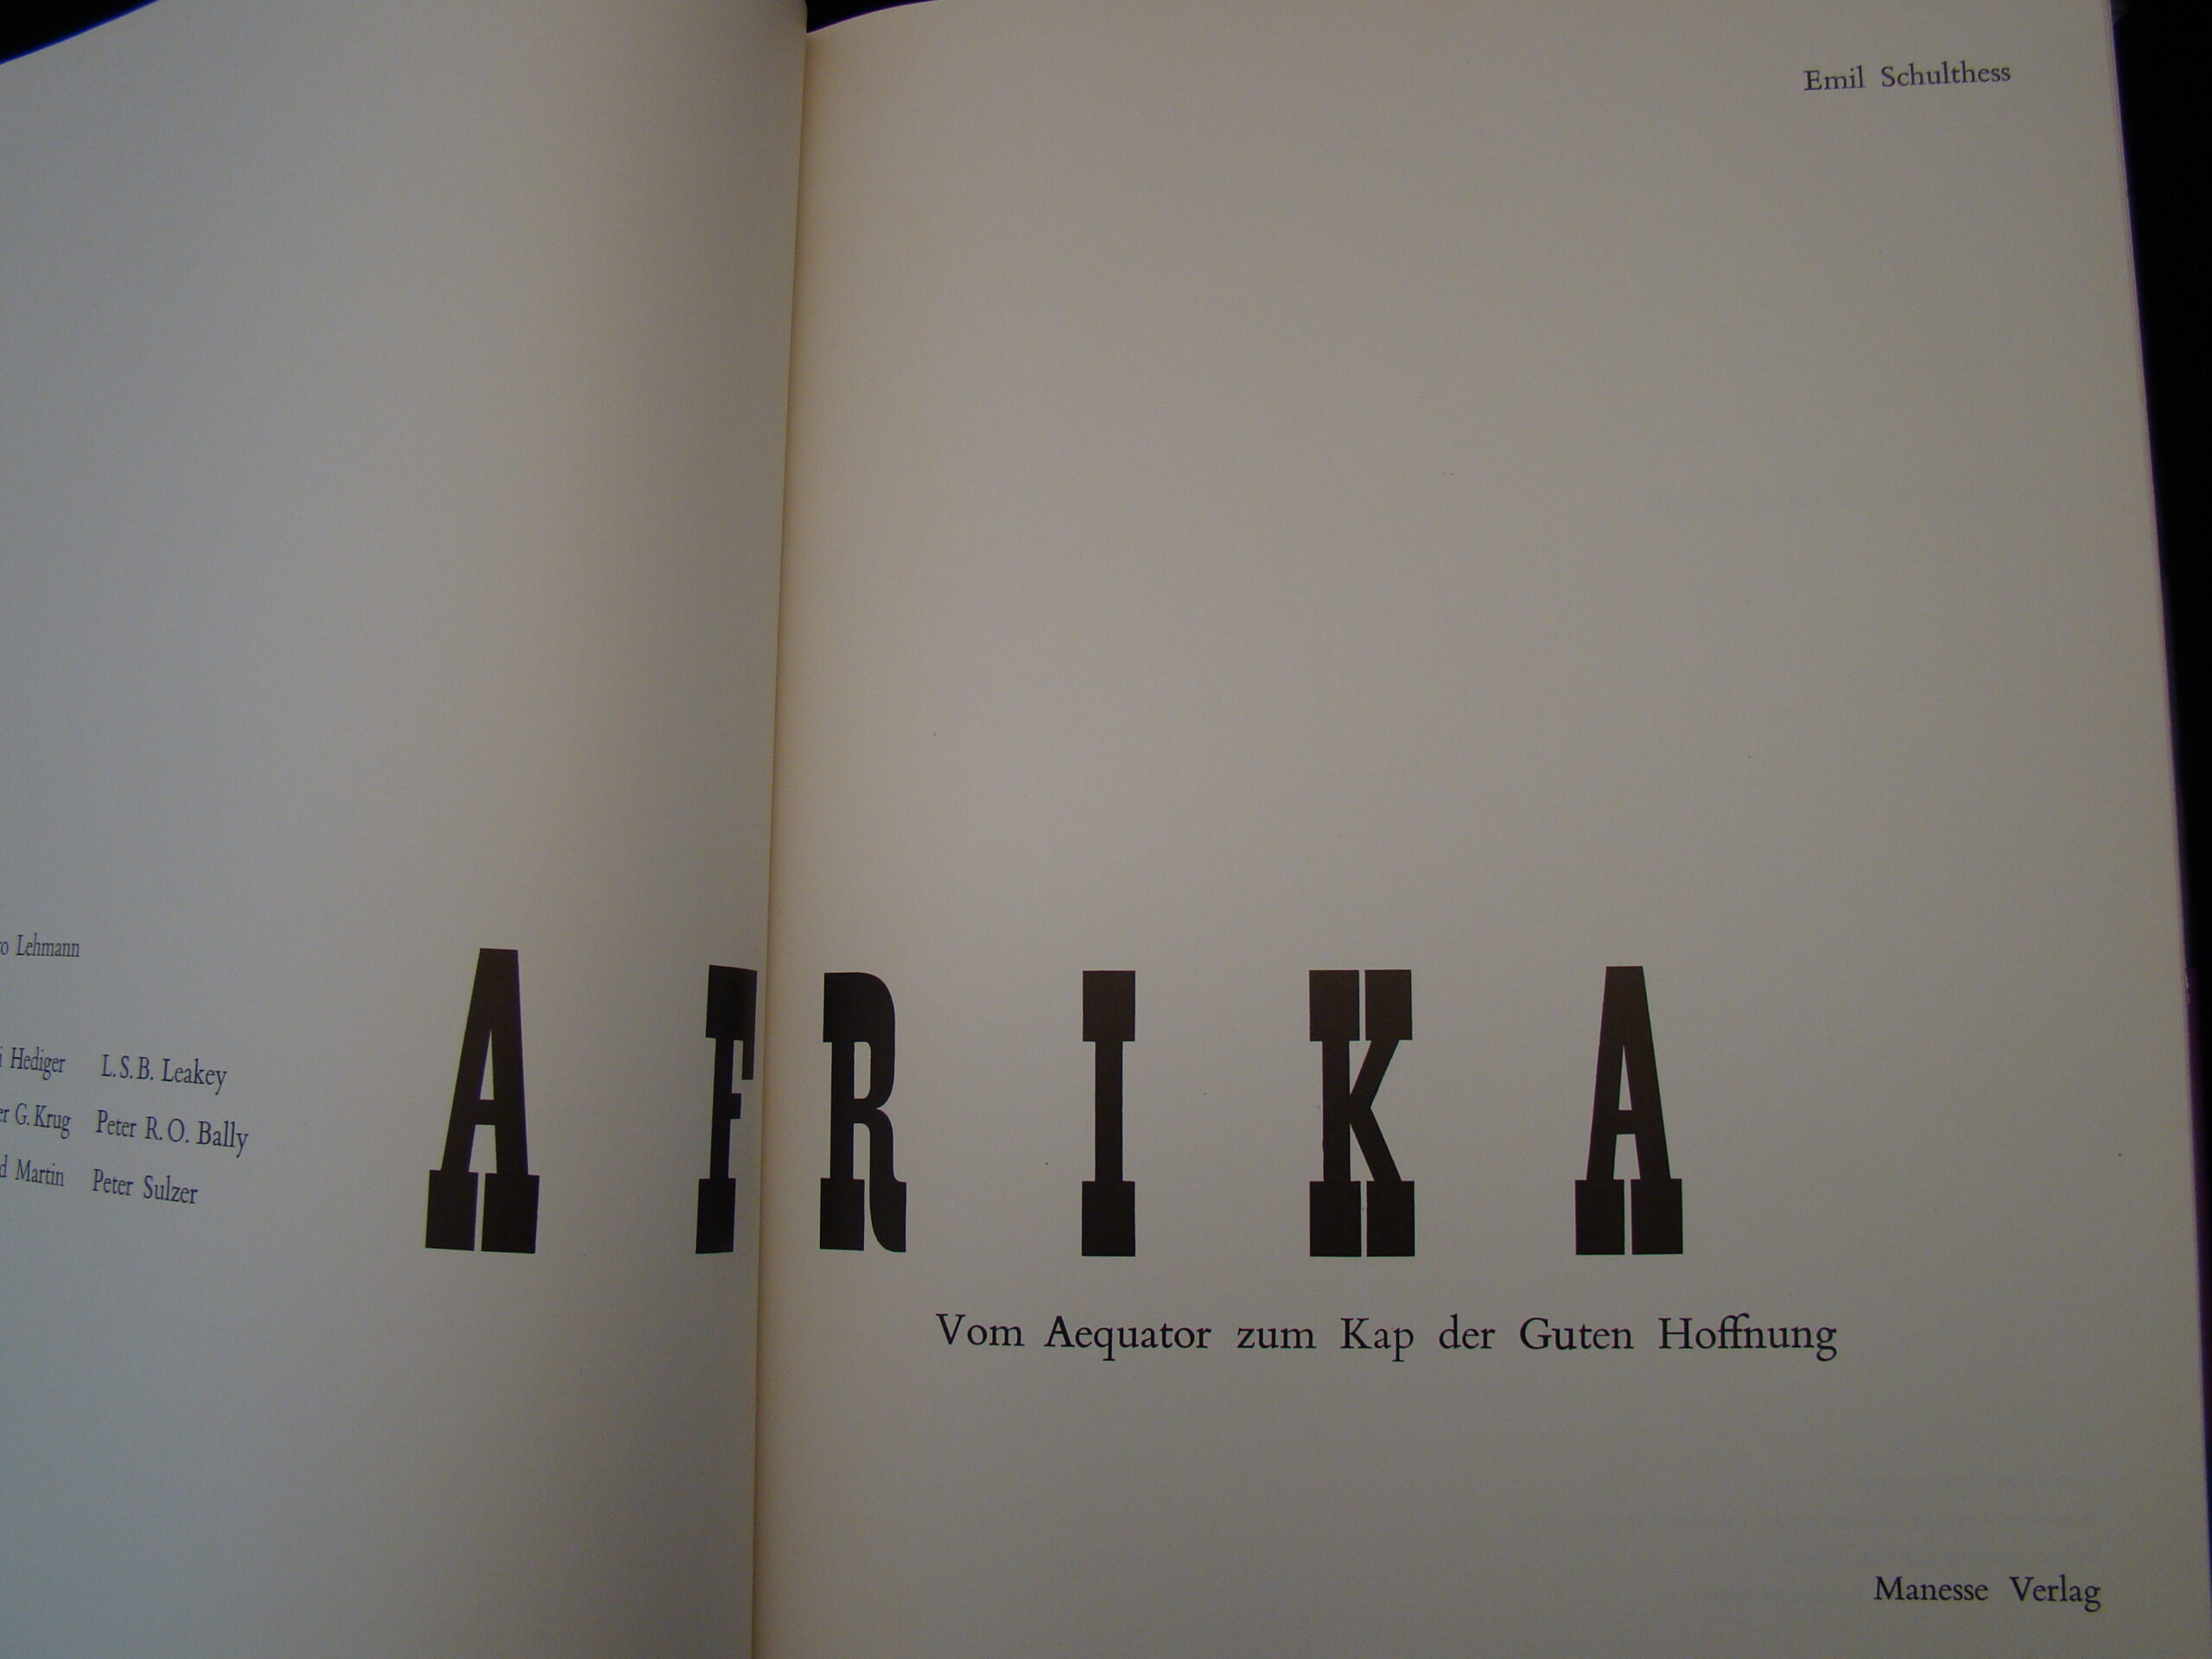 Emil Schulthess
Lehmann
Hediger L.S.B. Leakey
G. Krug Peter R.O. Bally
Martin Peter Sulzer
AFRIKA
Vom Aequator zum Kap der Guten Hoffnung
Manesse Verlag